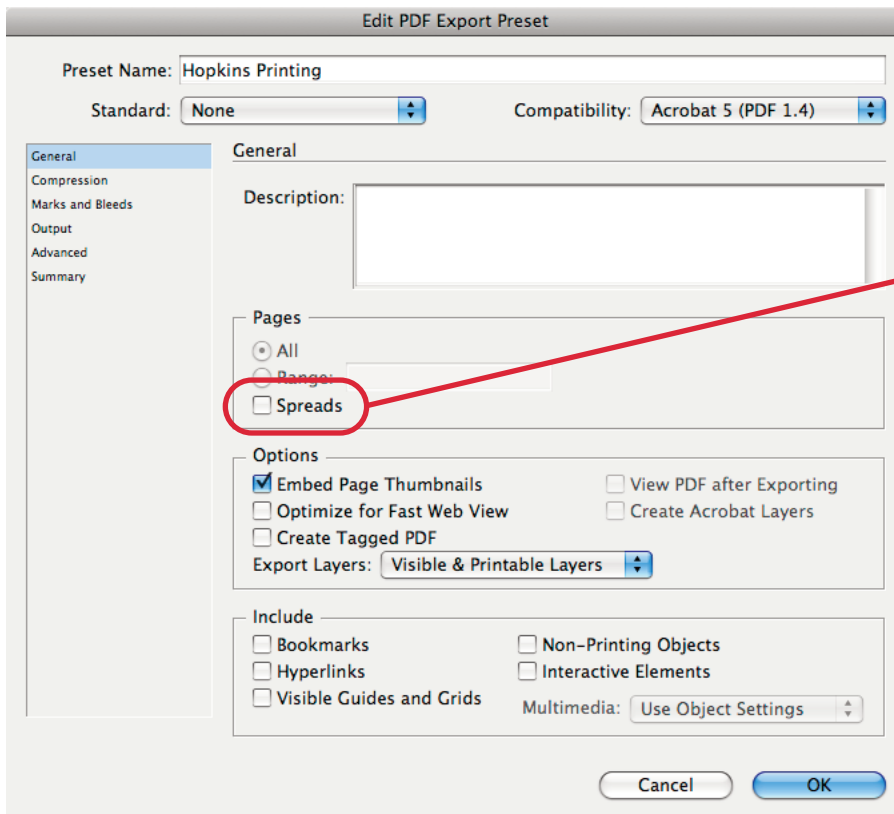 Edit PDF Export Preset
Preset Name: Hopkins Printing
Standard: None Compatibility: Acrobat 5 (PDF 1.4)
General General
Compression
Description:
Marks and Bleeds
Output
Advanced
Summary
Pages
All
Range:
Spreads
Options
Embed Page Thumbnails View PDF after Exporting
Optimize for Fast Web View Create Acrobat Layers
Create Tagged PDF
Export Layers: Visible & Printable Layers
Include
Bookmarks Non-Printing Objects
Hyperlinks Interactive Elements
Visible Guides and Grids Multimedia: Use Object Settings
Cancel OK